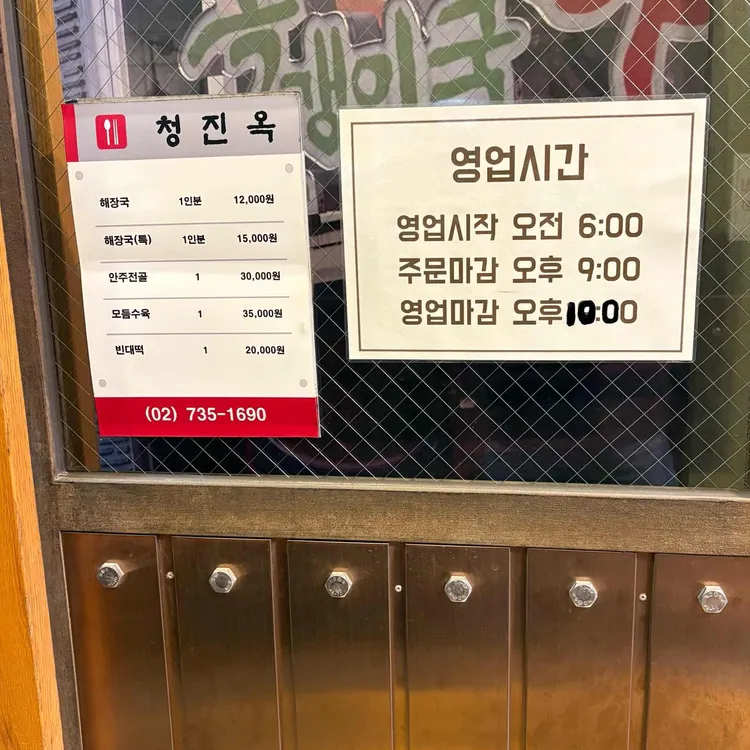 청진옥
해장국 1인분 12,000원
해장국(특) 1인분 15,000원
안주전골 1 30,000원
모듬수육 1 35,000원
빈대떡 1 20,000원
(02) 735-1690
영업시간
영업시작 오전 6:00
주문마감 오후 9:00
영업마감 오후 10:00